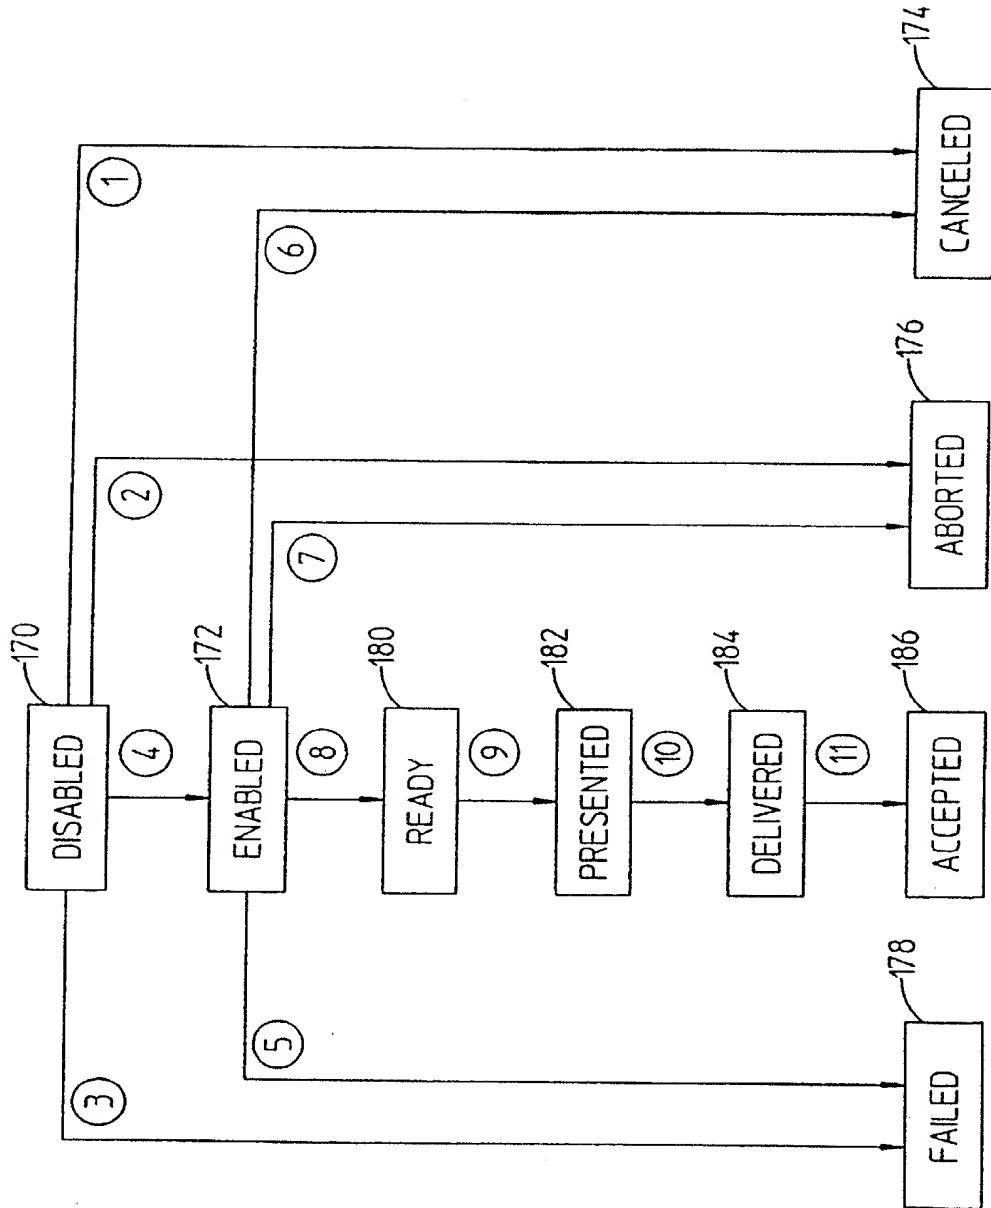 170
DISABLED
1
2
3
4
172
ENABLED
5
6
7
8
180
READY
9
182
PRESENTED
10
184
DELIVERED
11
178
FAILED
186
ACCEPTED
176
ABORTED
174
CANCELED